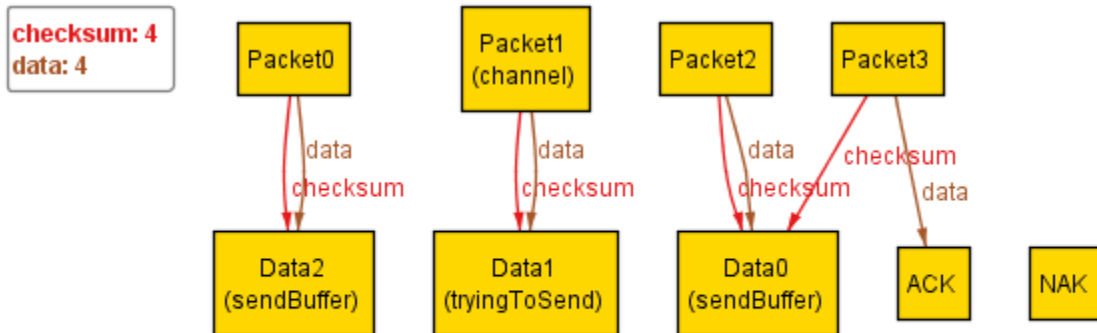 checksum: 4
data: 4
Packet0
Packet1
(channel)
Packet2
Packet3
data
checksum
data
checksum
data
checksum
checksum
data
Data2
(sendBuffer)
Data1
(tryingToSend)
Data0
(sendBuffer)
ACK
NAK